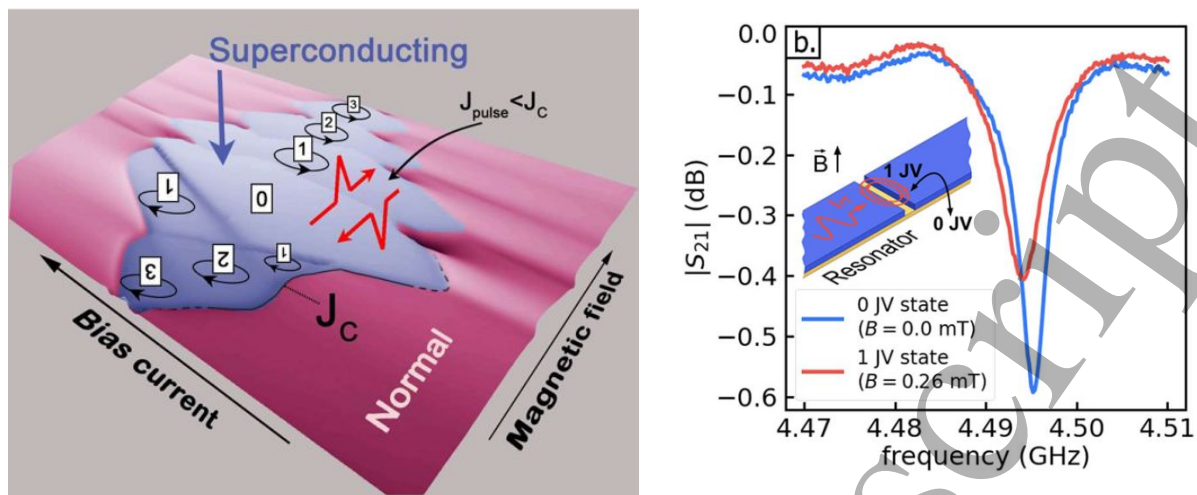 Superconducting
J_pulse<J_C
3
2
1
0
1
2
3
1
J_C
Normal
Bias current
Magnetic field
b.
0.0
−0.1
−0.2
−0.3
−0.4
−0.5
−0.6
|S_21| (dB)
B
1 JV
0 JV
Resonator
0 JV state
(B = 0.0 mT)
1 JV state
(B = 0.26 mT)
4.47 4.48 4.49 4.50 4.51
frequency (GHz)
script